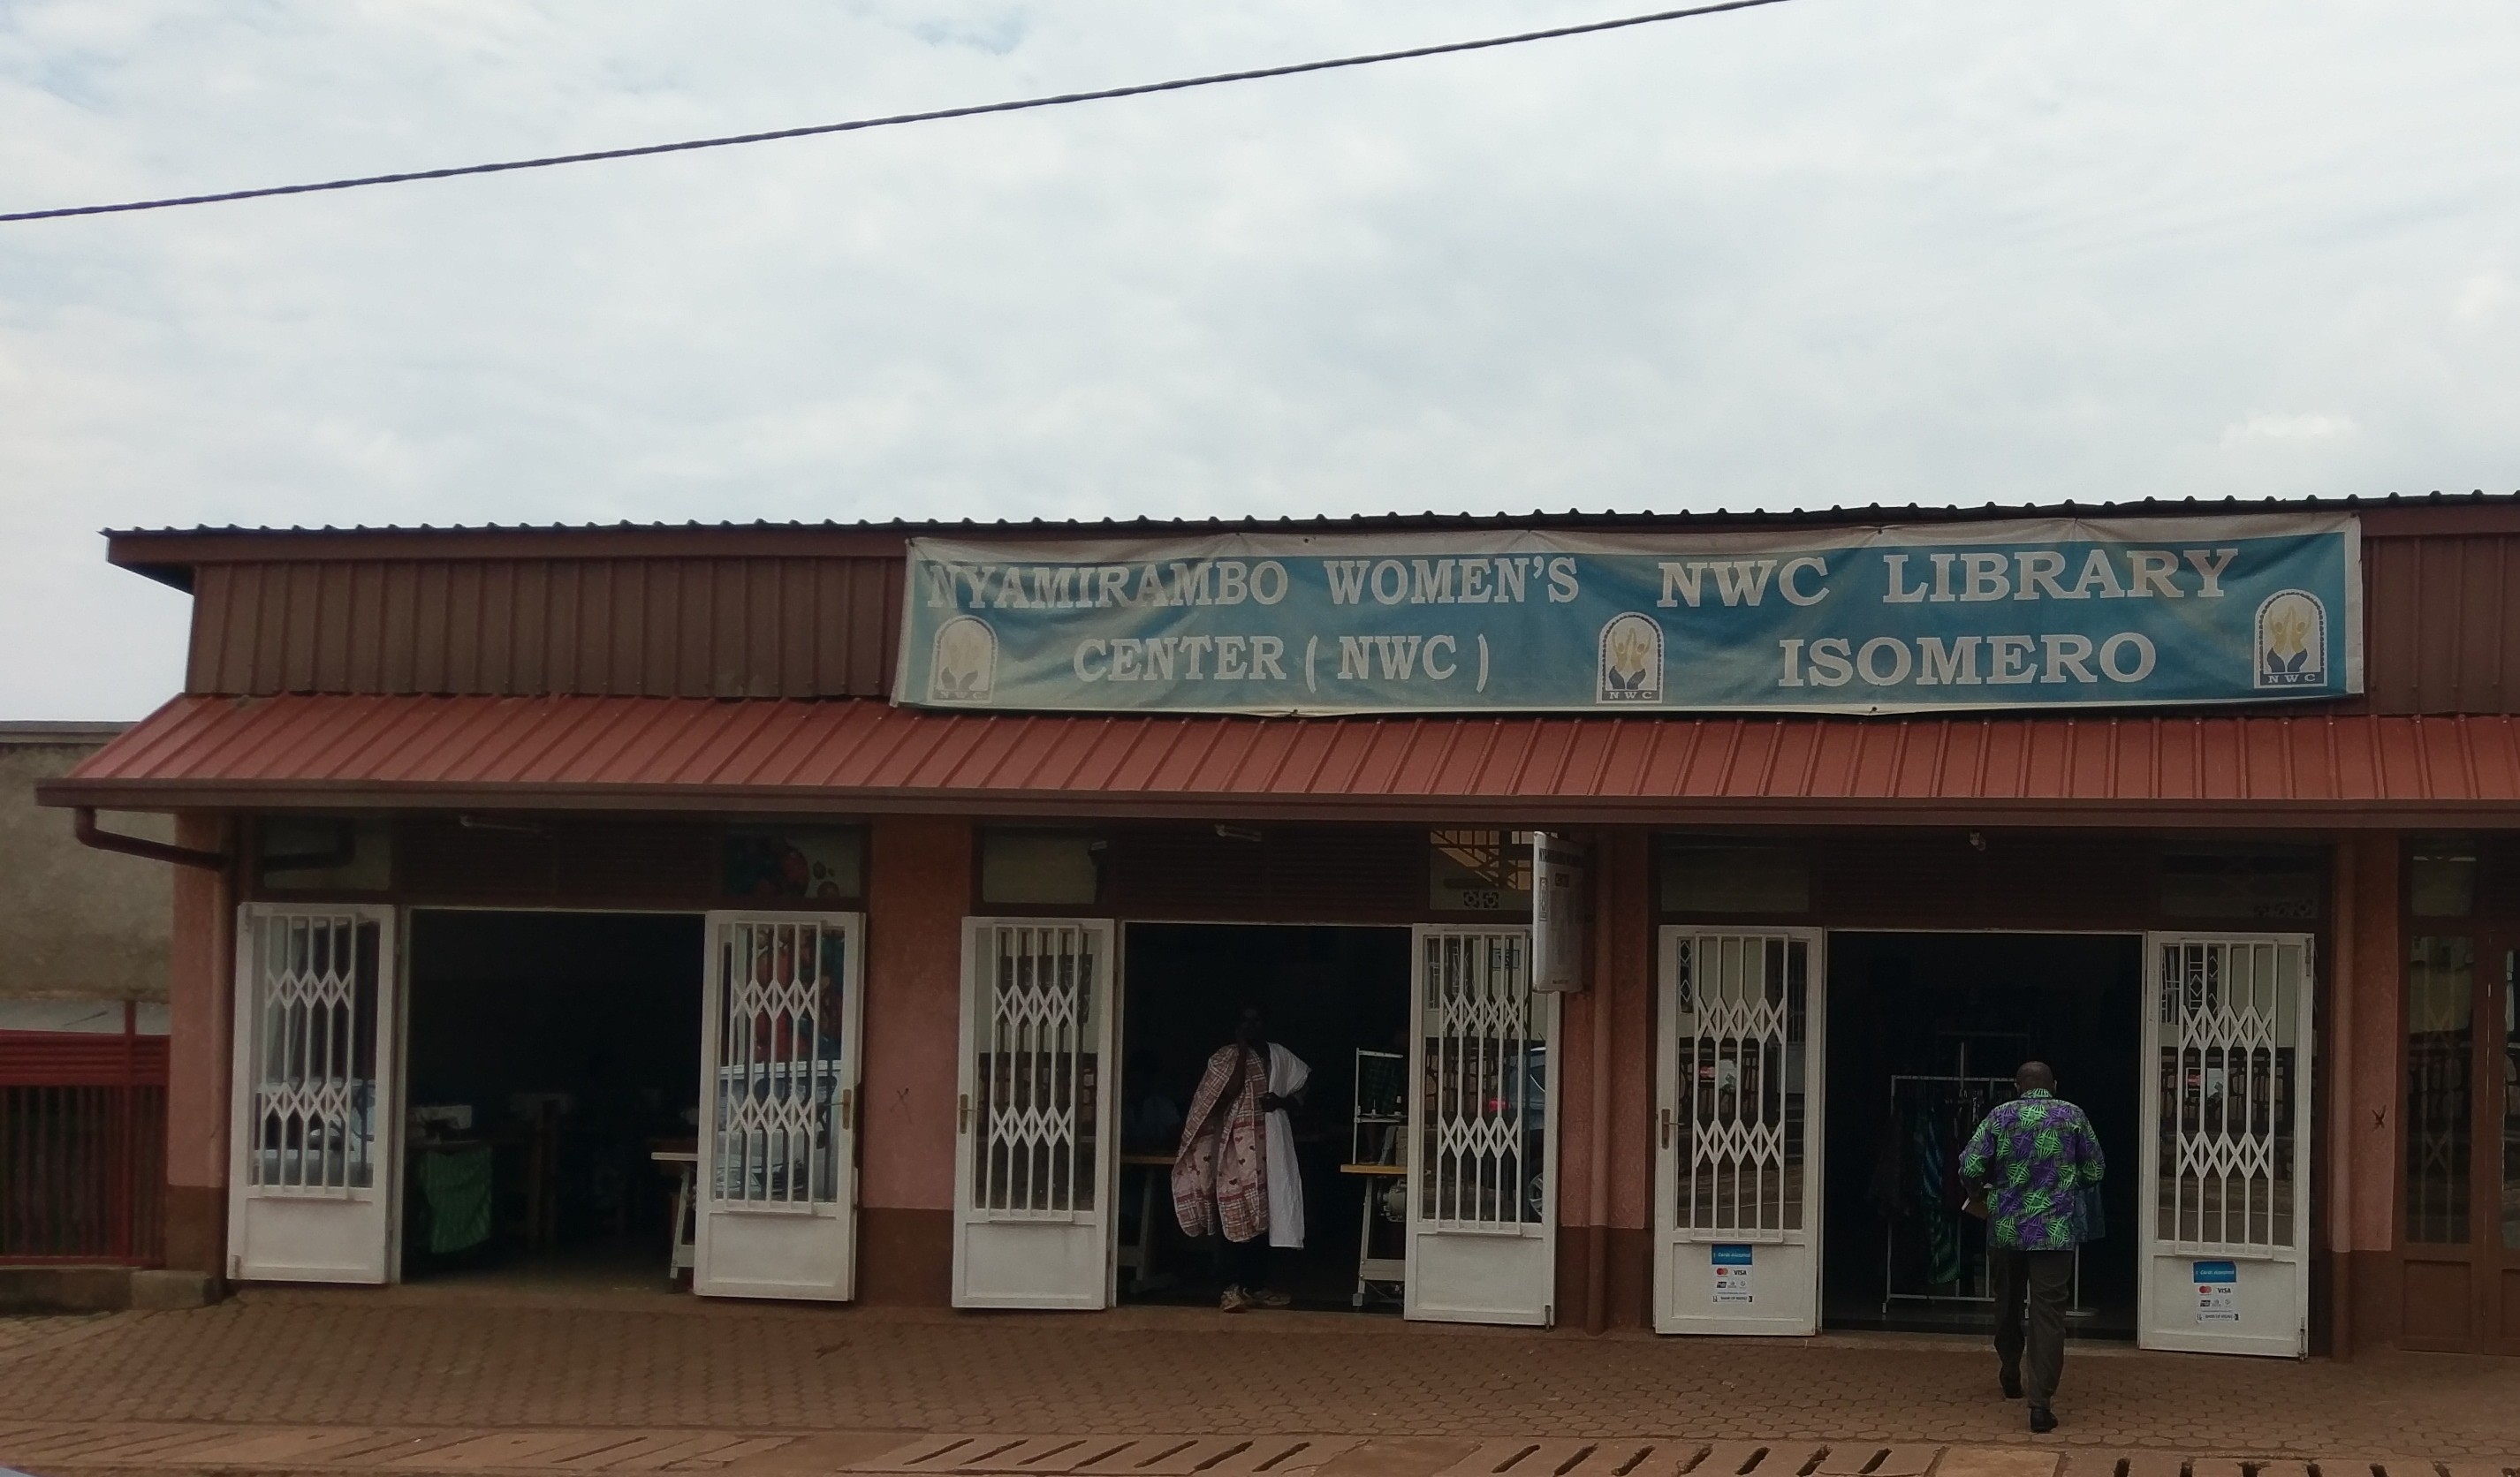 NYAMIRAMBO WOMEN'S
CENTER ( NWC )
NWC LIBRARY
ISOMERO
NWC
NWC
NWC
VISA
VISA